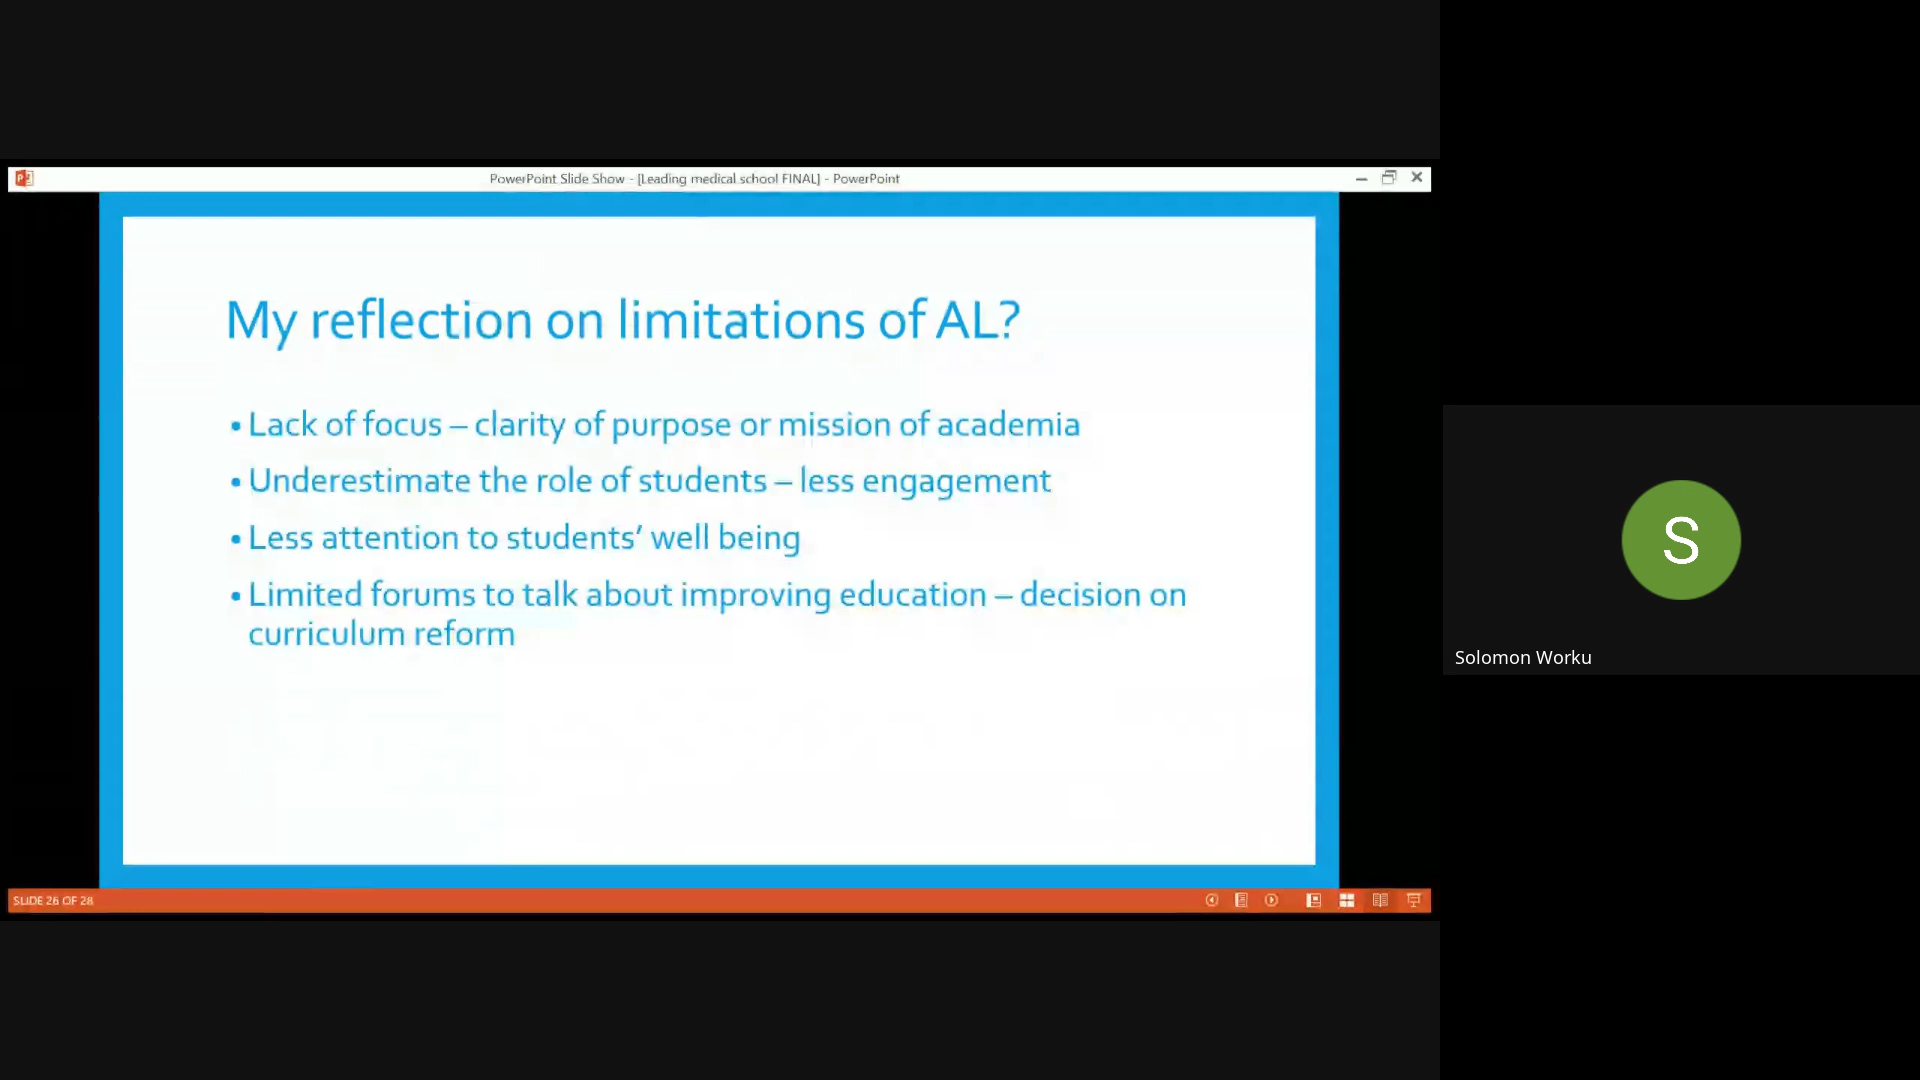 PowerPoint Slide Show - [Leading medical school FINAL] - PowerPoint
My reflection on limitations of AL?
• Lack of focus – clarity of purpose or mission of academia
• Underestimate the role of students – less engagement
• Less attention to students’ well being
• Limited forums to talk about improving education – decision on
curriculum reform
S
Solomon Worku
SLIDE 26 OF 28